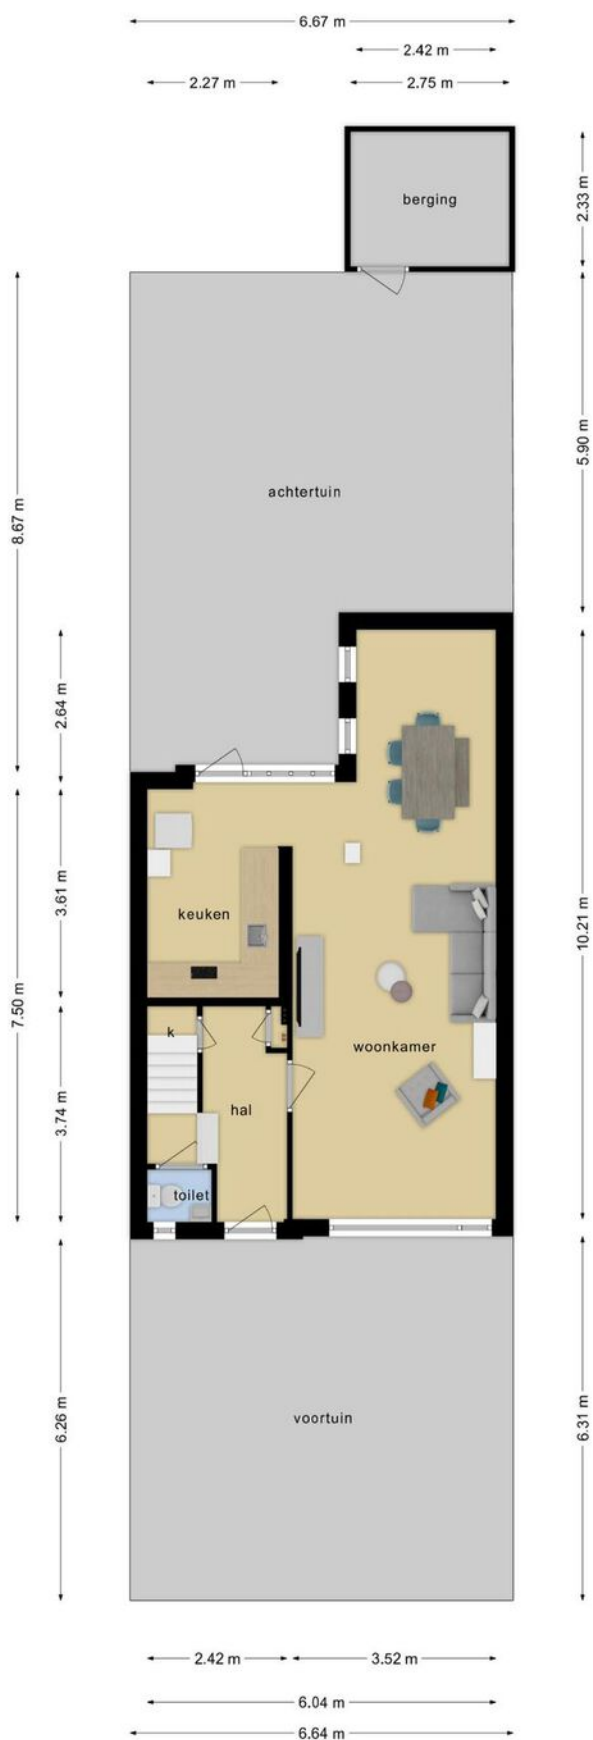 6.67 m
2.42 m
2.27 m
2.75 m
berging
2.33 m
5.90 m
achtertuin
8.67 m
2.64 m
3.61 m
keuken
10.21 m
7.50 m
k
woonkamer
3.74 m
hal
toilet
6.26 m
6.31 m
voortuin
2.42 m
3.52 m
6.04 m
6.64 m